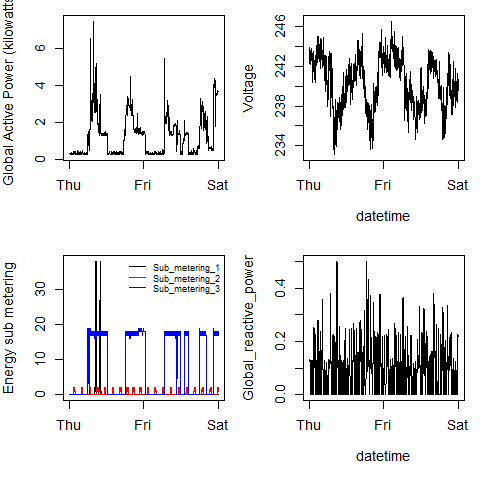 Global Active Power (kilowatte
6
4
2
0
Thu
Fri
Sat
Voltage
246
242
238
234
Thu
Fri
Sat
datetime
Energy sub metering
30
20
10
0
Sub_metering_1
Sub_metering_2
Sub_metering_3
Thu
Fri
Sat
Global_reactive_power
0.4
0.2
0.0
Thu
Fri
Sat
datetime